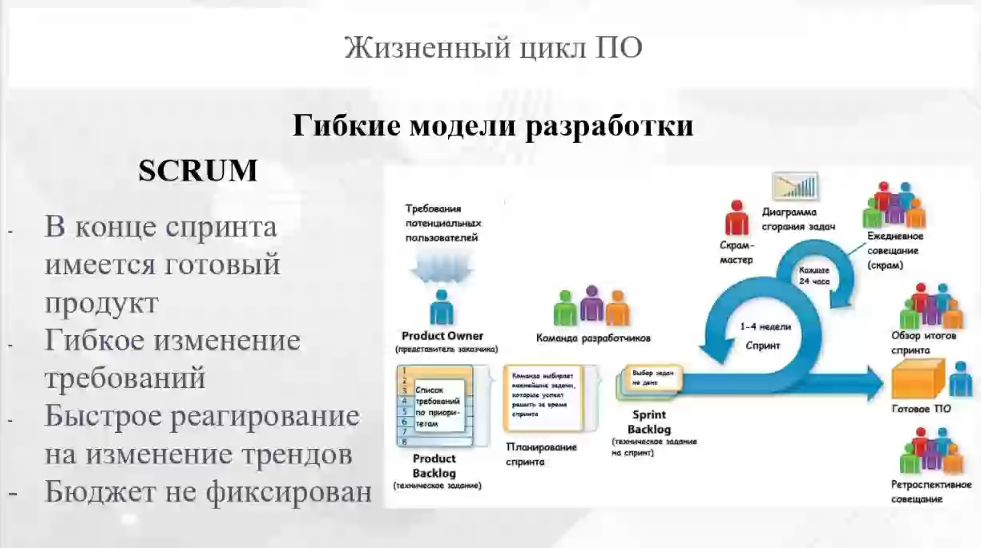 Жизненный цикл ПО
Гибкие модели разработки
SCRUM
- В конце спринта
имеется готовый
продукт
- Гибкое изменение
требований
- Быстрое реагирование
на изменение трендов
- Бюджет не фиксирован
Требования
потенциальных
пользователей
Product Owner
(представитель заказчика)
1
2
3
4
5
6
7
8
Список
требований
по приори-
тетам
Product
Backlog
(техническое задание)
Команда разработчиков
Команда выбирает
важнейшие задачи,
которые успеет
решить за время
спринта
Планирование
спринта
Выбор задач
на день
Sprint
Backlog
(техническое задание
на спринт)
Скрам-
мастер
Диаграмма
сгорания задач
Ежедневное
совещание
(скрам)
Каждые
24 часа
1-4 недели
Спринт
Обзор итогов
спринта
Готовое ПО
Ретроспективное
совещание